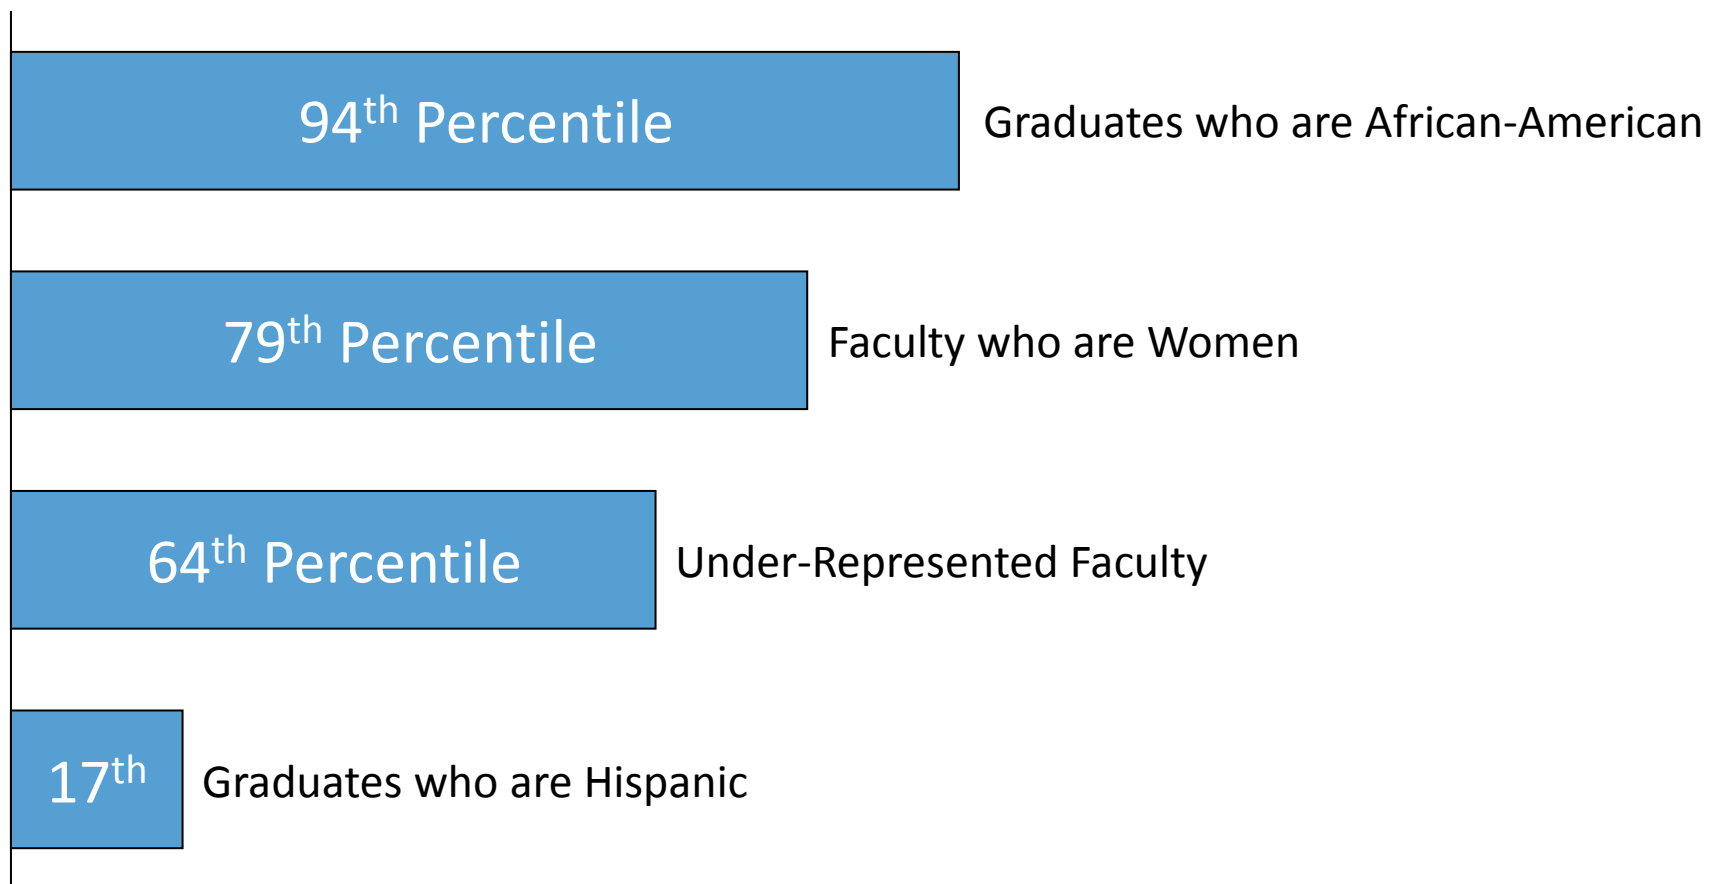 94th Percentile Graduates who are African-American
79th Percentile Faculty who are Women
64th Percentile Under-Represented Faculty
17th Graduates who are Hispanic